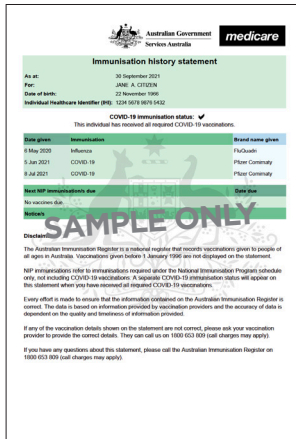 Australian Government
Services Australia
medicare
Immunisation history statement
As at: 30 September 2021
For: JANE A. CITIZEN
Date of birth: 22 November 1966
Individual Healthcare Identifier (IHI): 1234 5678 9876 5432
COVID-19 immunisation status: ✔
This individual has received all required COVID-19 vaccinations.
Date given Immunisation Brand name given
6 May 2020 Influenza FluQuadri
5 Jun 2021 COVID-19 Pfizer Comirnaty
8 Jul 2021 COVID-19 Pfizer Comirnaty
Next NIP immunisation/s due Date due
No vaccines due
Notice/s
SAMPLE ONLY
Disclaimer
The Australian Immunisation Register is a national register that records vaccinations given to people of
all ages in Australia. Vaccinations given before 1 January 1996 are not displayed on the statement.
NIP immunisations refer to immunisations required under the National Immunisation Program schedule
only, not including COVID-19 vaccinations. A separate COVID-19 immunisation status will appear on
this statement when you have received all required COVID-19 vaccinations.
Every effort is made to ensure that the information contained on the Australian Immunisation Register is
correct. The data is based on information provided by vaccination providers and the accuracy of data is
dependent on the quality and timeliness of information provided.
If any of the vaccination details shown on the statement are not correct, please ask your vaccination
provider to provide the correct details. They can call us on 1800 653 809 (call charges may apply).
If you have any questions about this statement, please call the Australian Immunisation Register on
1800 653 809 (call charges may apply).